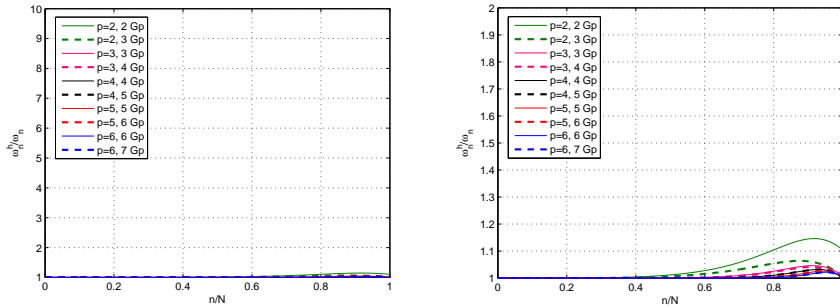 10
9
8
7
6
5
4
3
2
1
ω_n^h/ω_n
p=2, 2 Gp
p=2, 3 Gp
p=3, 3 Gp
p=3, 4 Gp
p=4, 4 Gp
p=4, 5 Gp
p=5, 5 Gp
p=5, 6 Gp
p=6, 6 Gp
p=6, 7 Gp
0 0.2 0.4 0.6 0.8 1
n/N
2
1.9
1.8
1.7
1.6
1.5
1.4
1.3
1.2
1.1
1
ω_n^h/ω_n
p=2, 2 Gp
p=2, 3 Gp
p=3, 3 Gp
p=3, 4 Gp
p=4, 4 Gp
p=4, 5 Gp
p=5, 5 Gp
p=5, 6 Gp
p=6, 6 Gp
p=6, 7 Gp
0 0.2 0.4 0.6 0.8
n/N